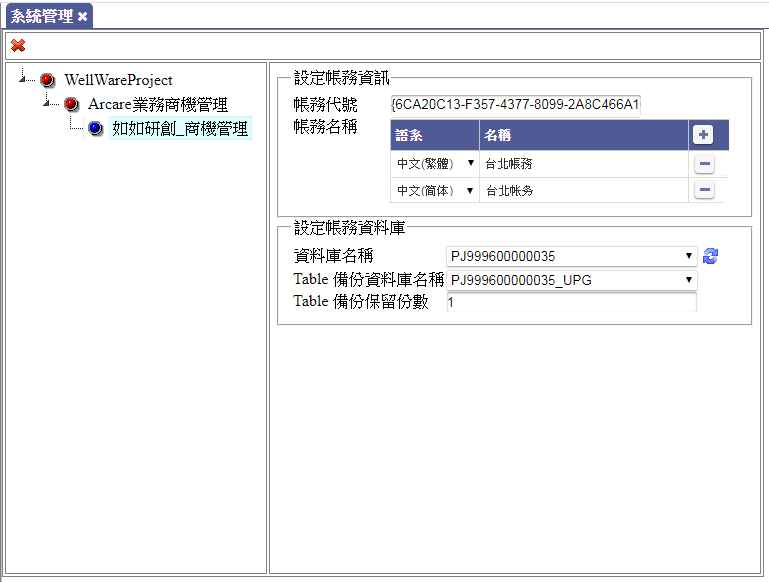 系統管理
WellWareProject
Arcare業務商機管理
如如研創_商機管理
設定帳務資訊
帳務代號 {6CA20C13-F357-4377-8099-2A8C466A1
帳務名稱
語系 名稱
中文(繁體) 台北帳務
中文(简体) 台北帐务
設定帳務資料庫
資料庫名稱 PJ999600000035
Table 備份資料庫名稱 PJ999600000035_UPG
Table 備份保留份數 1